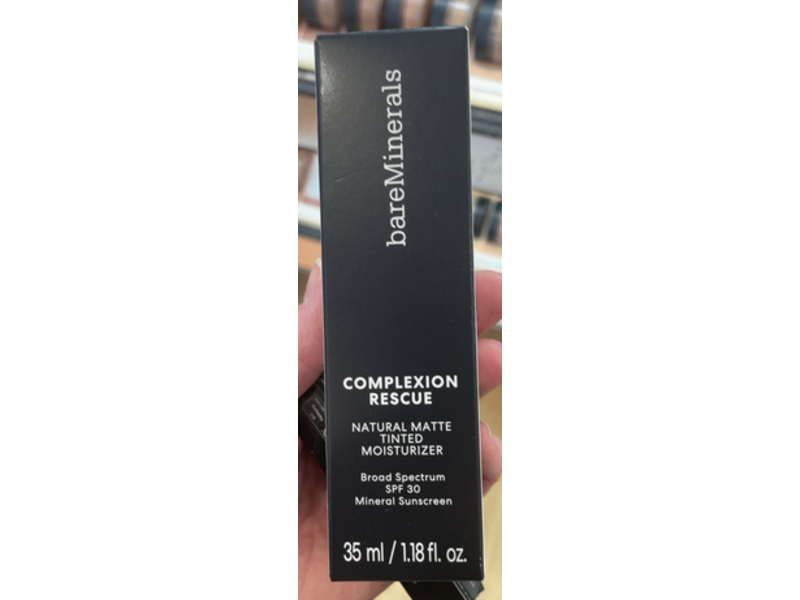 bareMinerals
COMPLEXION
RESCUE
NATURAL MATTE
TINTED
MOISTURIZER
Broad Spectrum
SPF 30
Mineral Sunscreen
35 ml / 1.18 fl. oz.